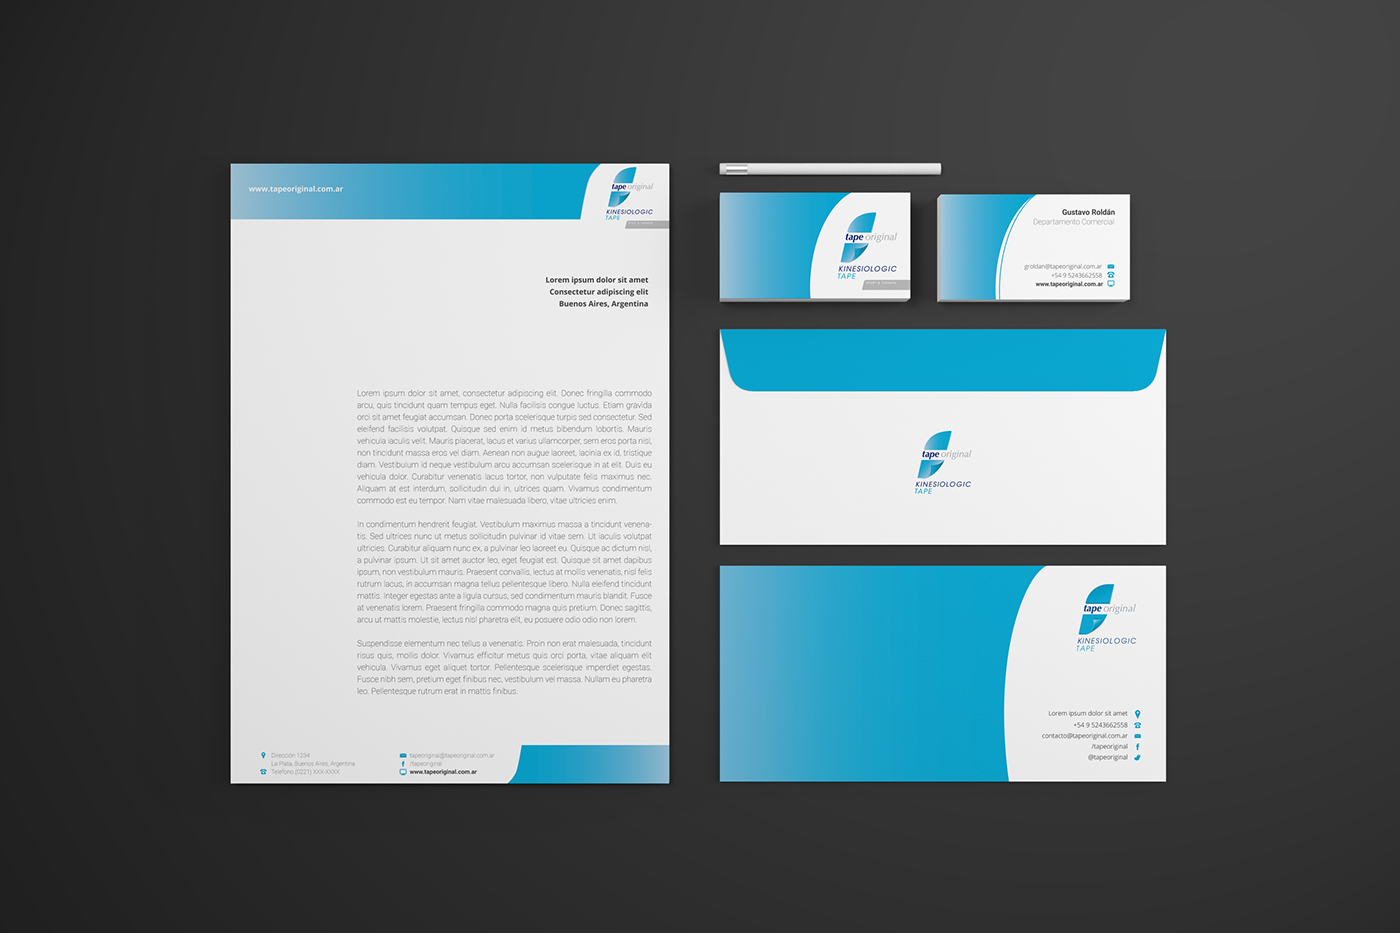 www.tapeoriginal.com.ar
tape original
KINESIOLOGIC
TAPE
Lorem ipsum dolor sit amet
Consectetur adipiscing elit
Buenos Aires, Argentina
Lorem ipsum dolor sit amet, consectetur adipiscing elit. Donec fringilla commodo
arcu, quis tincidunt quam tempus eget. Nulla facilisis congue luctus. Etiam gravida
orci sit amet feugiat accumsan. Donec porta scelerisque turpis sed consectetur. Sed
eleifend facilisis volutpat. Quisque sed enim id metus bibendum lobortis. Mauris
vehicula iaculis velit. Mauris placerat, lacus et varius ullamcorper, sem eros porta nisl,
non tincidunt massa eros vel diam. Aenean non augue laoreet, lacinia ex id, tristique
diam. Vestibulum id neque vestibulum arcu accumsan scelerisque in at elit. Duis eu
vehicula dolor. Curabitur venenatis lacus tortor, non vulputate felis maximus nec.
Aliquam at est interdum, sollicitudin dui in, ultrices quam. Vivamus condimentum
commodo est eu tempor. Nam vitae malesuada libero, vitae ultricies enim.
In condimentum hendrerit feugiat. Vestibulum maximus massa a tincidunt venena-
tis. Sed ultrices nunc ut metus sollicitudin pulvinar id vitae sem. Ut iaculis volutpat
ultricies. Curabitur aliquam nunc ex, a pulvinar leo laoreet eu. Quisque ac dictum nisl,
a pulvinar ipsum. Ut sit amet auctor leo, eget feugiat est. Quisque sit amet dapibus
ipsum, non vestibulum mauris. Praesent convallis, lectus at mollis venenatis, nisl felis
rutrum lacus, in accumsan magna tellus pellentesque libero. Nulla eleifend tincidunt
mattis. Integer egestas ante a ligula cursus, sed condimentum mauris blandit. Fusce
at venenatis lorem. Praesent fringilla commodo magna quis pretium. Donec sagittis,
arcu ut mattis molestie, lectus nisl pharetra elit, eu posuere odio odio non lorem.
Suspendisse elementum nec tellus a venenatis. Proin non erat malesuada, tincidunt
risus quis, mollis dolor. Vivamus efficitur metus quis orci porta, vitae aliquam elit
vehicula. Vivamus eget aliquet tortor. Pellentesque scelerisque imperdiet egestas.
Fusce nibh sem, pretium eget finibus nec, vestibulum vel massa. Nullam eu pharetra
leo. Pellentesque rutrum erat in mattis finibus.
Dirección 1234
La Plata, Buenos Aires, Argentina
Teléfono (0221) XXX-XXXX
tapeoriginal@tapeoriginal.com.ar
/tapeoriginal
www.tapeoriginal.com.ar
tape original
KINESIOLOGIC
TAPE
Gustavo Roldán
Departamento Comercial
groldan@tapeoriginal.com.ar
+54 9 5243662558
www.tapeoriginal.com.ar
tape original
KINESIOLOGIC
TAPE
tape original
KINESIOLOGIC
TAPE
Lorem ipsum dolor sit amet
+54 9 5243662558
contacto@tapeoriginal.com.ar
/tapeoriginal
@tapeoriginal